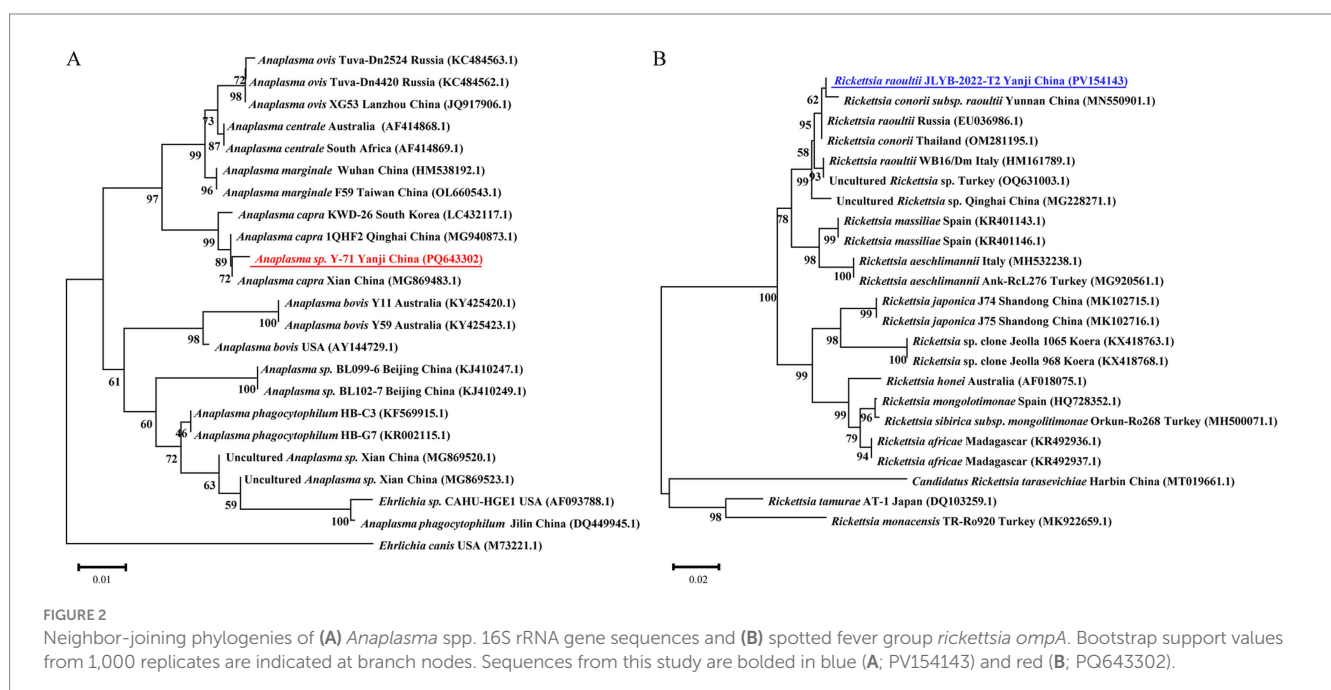 A
Anaplasma ovis Tuva-Dn2524 Russia (KC484563.1)
72
Anaplasma ovis Tuva-Dn4420 Russia (KC484562.1)
98
Anaplasma ovis XG53 Lanzhou China (JQ917906.1)
73
Anaplasma centrale Australia (AF414868.1)
87
Anaplasma centrale South Africa (AF414869.1)
99
Anaplasma marginale Wuhan China (HM538192.1)
96
Anaplasma marginale F59 Taiwan China (OL660543.1)
97
Anaplasma capra KWD-26 South Korea (LC432117.1)
99
Anaplasma capra 1QHF2 Qinghai China (MG940873.1)
89
Anaplasma sp. Y-71 Yanji China (PQ643302)
72
Anaplasma capra Xian China (MG869483.1)
Anaplasma bovis Y11 Australia (KY425420.1)
100
Anaplasma bovis Y59 Australia (KY425423.1)
98
Anaplasma bovis USA (AY144729.1)
61
Anaplasma sp. BL099-6 Beijing China (KJ410247.1)
100
Anaplasma sp. BL102-7 Beijing China (KJ410249.1)
60
Anaplasma phagocytophilum HB-C3 (KF569915.1)
46
Anaplasma phagocytophilum HB-G7 (KR002115.1)
72
Uncultured Anaplasma sp. Xian China (MG869520.1)
63
Uncultured Anaplasma sp. Xian China (MG869523.1)
59
Ehrlichia sp. CAHU-HGE1 USA (AF093788.1)
100
Anaplasma phagocytophilum Jilin China (DQ449945.1)
Ehrlichia canis USA (M73221.1)
0.01
B
Rickettsia raoultii JLYB-2022-T2 Yanji China (PV154143)
62
Rickettsia conorii subsp. raoultii Yunnan China (MN550901.1)
95
Rickettsia raoultii Russia (EU036986.1)
Rickettsia conorii Thailand (OM281195.1)
58
Rickettsia raoultii WB16/Dm Italy (HM161789.1)
93
Uncultured Rickettsia sp. Turkey (OQ631003.1)
99
Uncultured Rickettsia sp. Qinghai China (MG228271.1)
78
Rickettsia massiliae Spain (KR401143.1)
99
Rickettsia massiliae Spain (KR401146.1)
98
Rickettsia aeschlimannii Italy (MH532238.1)
100
Rickettsia aeschlimannii Ank-RcL276 Turkey (MG920561.1)
100
Rickettsia japonica J74 Shandong China (MK102715.1)
99
Rickettsia japonica J75 Shandong China (MK102716.1)
98
Rickettsia sp. clone Jeolla 1065 Koera (KX418763.1)
100
Rickettsia sp. clone Jeolla 968 Koera (KX418768.1)
99
Rickettsia honei Australia (AF018075.1)
99
Rickettsia mongolotimonae Spain (HQ728352.1)
96
Rickettsia sibirica subsp. mongolitimonae Orkun-Ro268 Turkey (MH500071.1)
79
Rickettsia africae Madagascar (KR492936.1)
94
Rickettsia africae Madagascar (KR492937.1)
Candidatus Rickettsia tarasevichiae Harbin China (MT019661.1)
Rickettsia tamurae AT-1 Japan (DQ103259.1)
98
Rickettsia monacensis TR-Ro920 Turkey (MK922659.1)
0.02
FIGURE 2
Neighbor-joining phylogenies of (A) Anaplasma spp. 16S rRNA gene sequences and (B) spotted fever group rickettsia ompA. Bootstrap support values
from 1,000 replicates are indicated at branch nodes. Sequences from this study are bolded in blue (A; PV154143) and red (B; PQ643302).